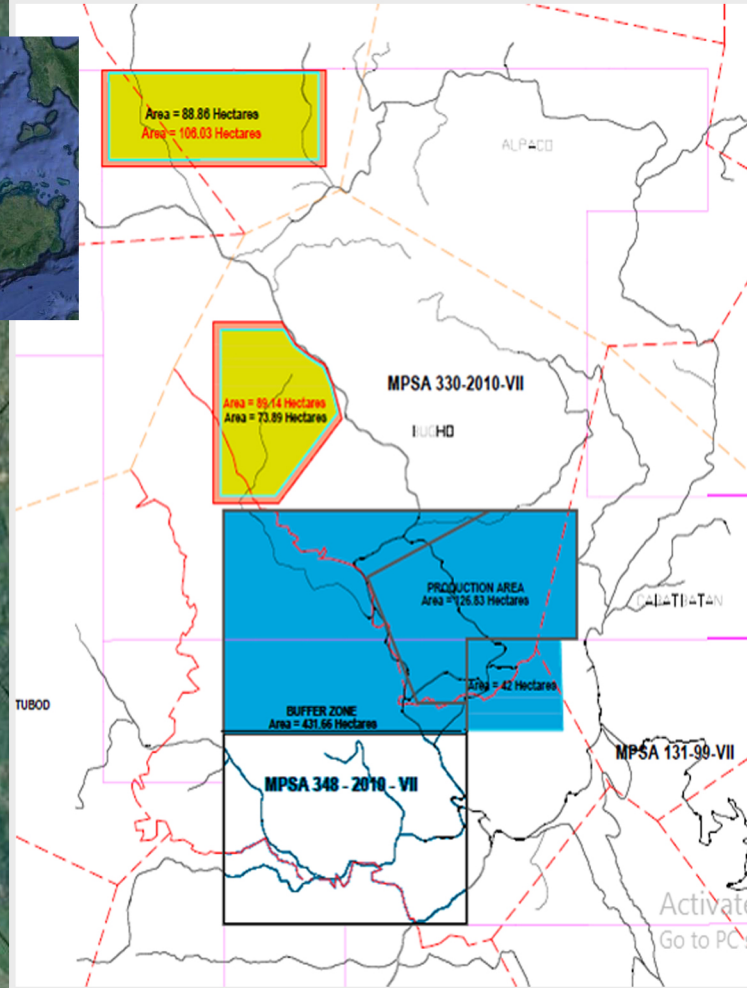 Area = 88.86 Hectares
Area = 106.03 Hectares
ALPACO
Area = 89.14 Hectares
Area = 73.89 Hectares
MPSA 330-2010-VII
PRODUCTION AREA
Area = 126.83 Hectares
Area = 42 Hectares
TUBOD
BUFFER ZONE
Area = 431.66 Hectares
MPSA 131-99-VII
MPSA 348 - 2010 - VII
Activate
Go to PC s